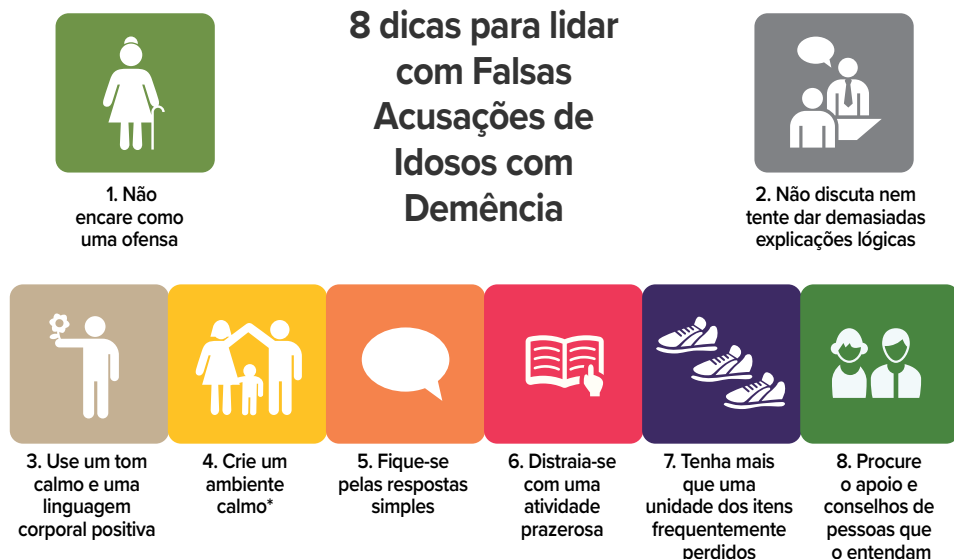 8 dicas para lidar
com Falsas
Acusações de
Idosos com
Demência
1. Não
encare como
uma ofensa
2. Não discuta nem
tente dar demasiadas
explicações lógicas
3. Use um tom
calmo e uma
linguagem
corporal positiva
4. Crie um
ambiente
calmo*
5. Fique-se
pelas respostas
simples
6. Distraia-se
com uma
atividade
prazerosa
7. Tenha mais
que uma
unidade dos itens
frequentemente
perdidos
8. Procure
o apoio e
conselhos de
pessoas que
o entendam